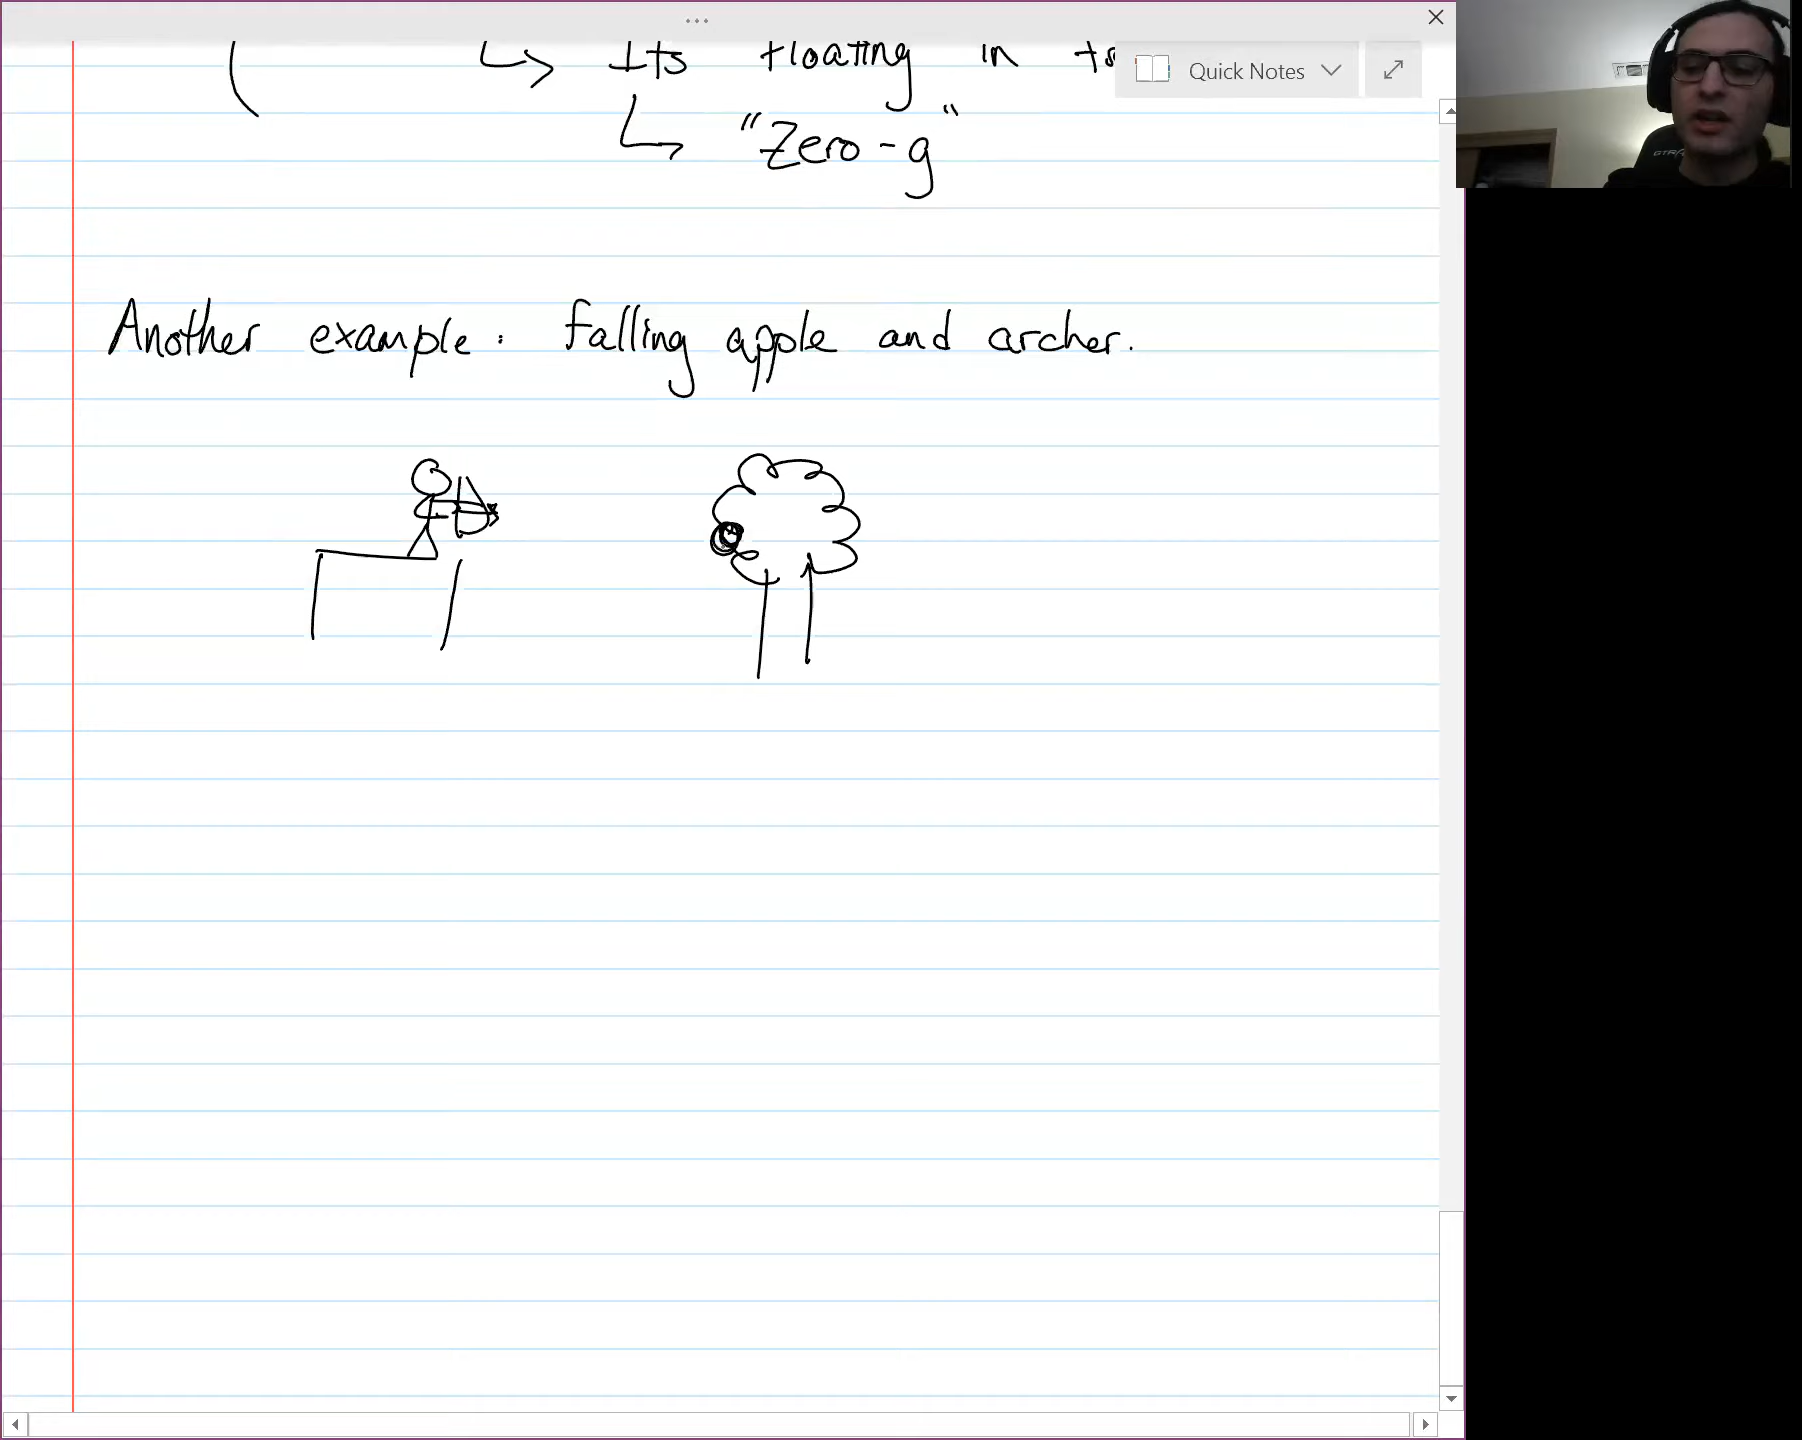 ↳ Its floating in
Quick Notes
↳ "Zero-g"
Another example: falling apple and archer.